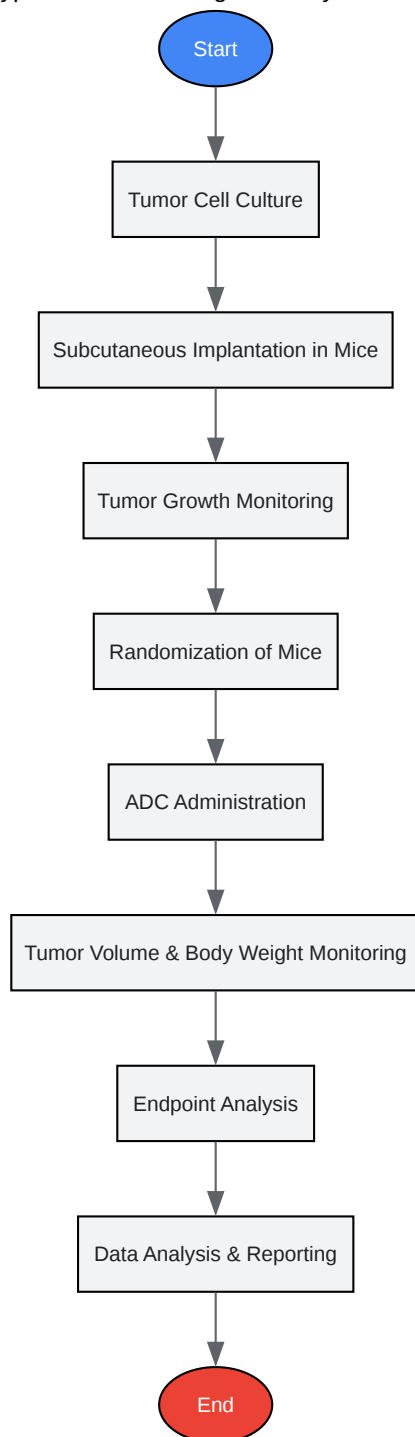 Start
Tumor Cell Culture
Subcutaneous Implantation in Mice
Tumor Growth Monitoring
Randomization of Mice
ADC Administration
Tumor Volume & Body Weight Monitoring
Endpoint Analysis
Data Analysis & Reporting
End